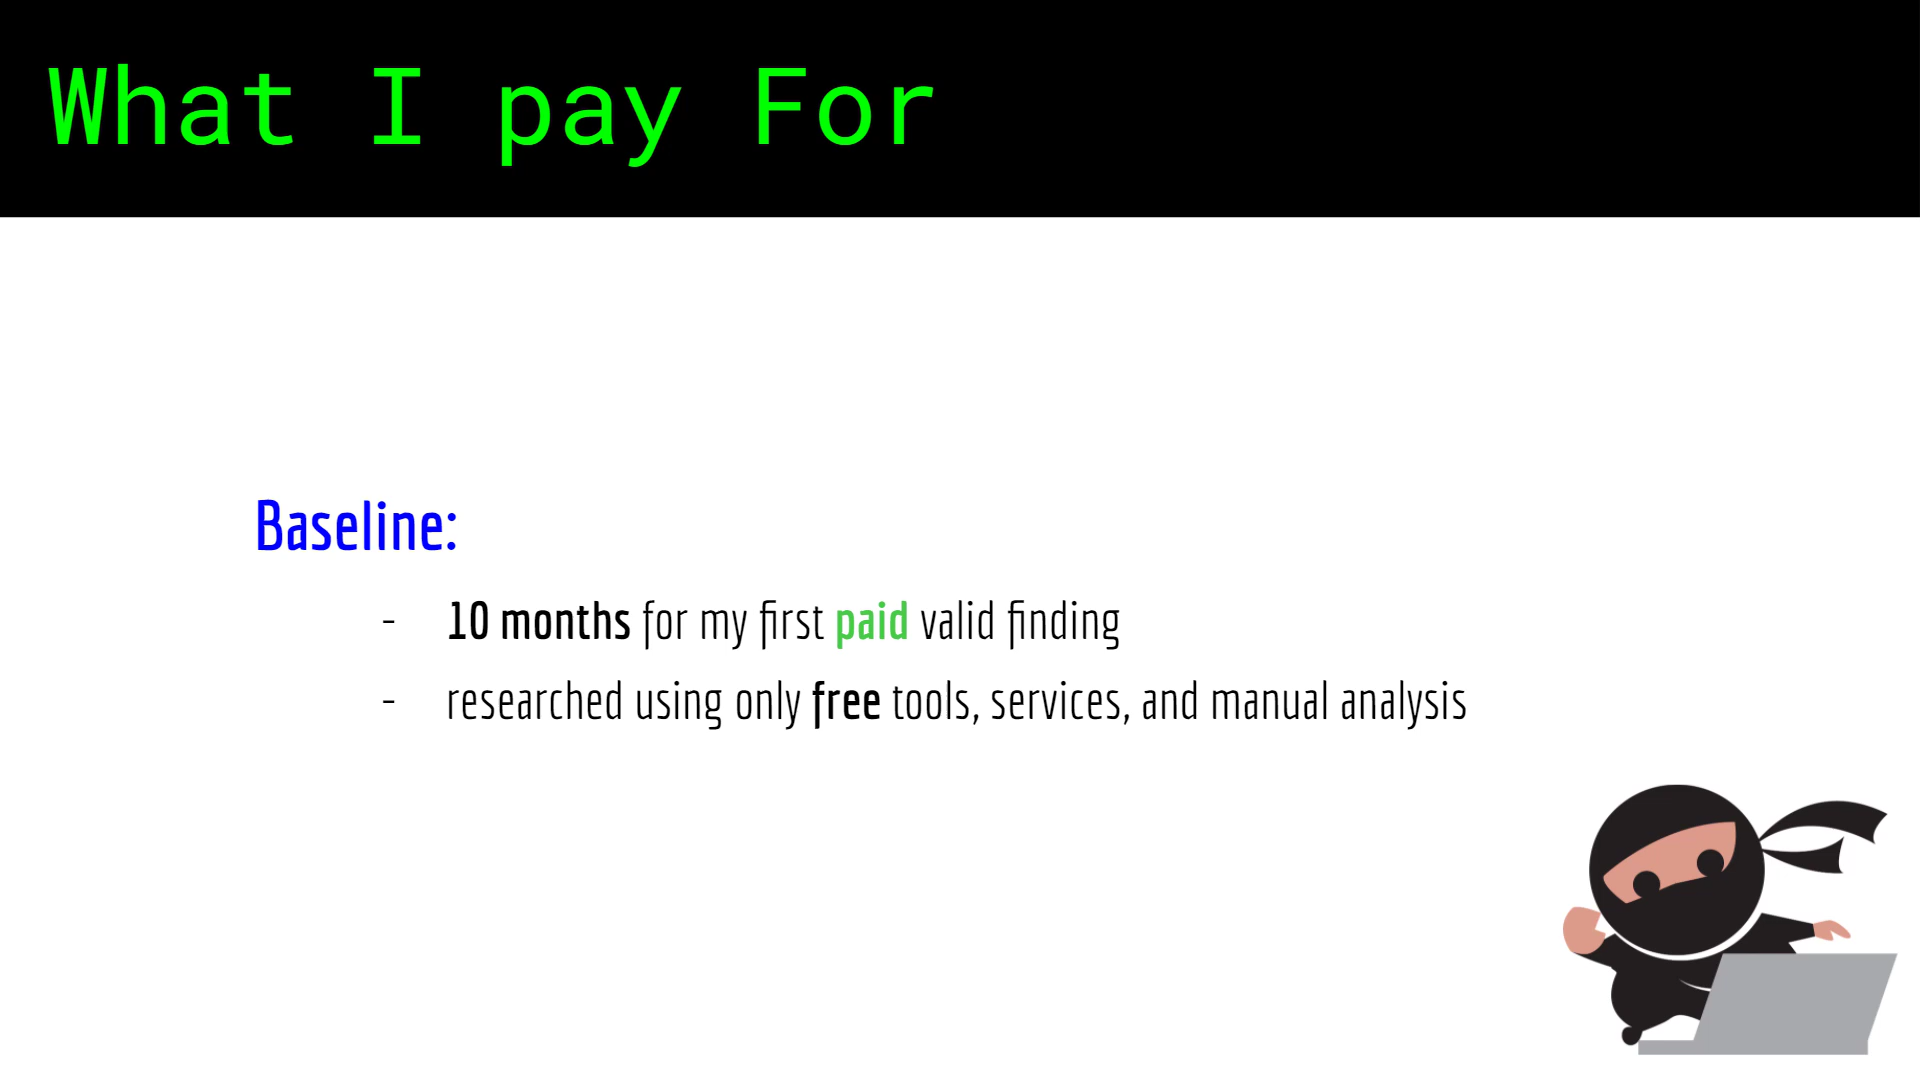 What I pay For
Baseline:
- 10 months for my first paid valid finding
- researched using only free tools, services, and manual analysis